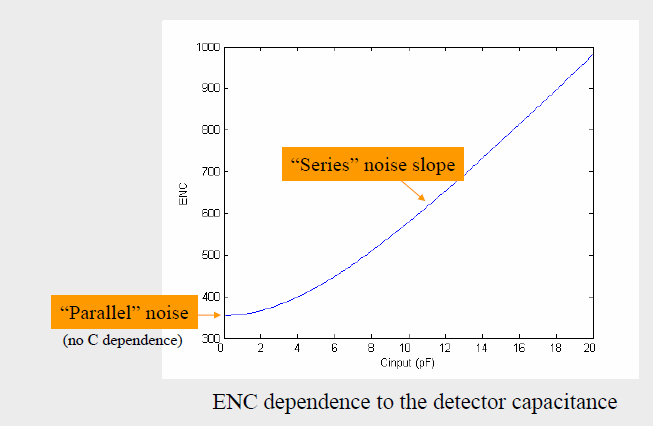 1000
900
800
“Series” noise slope
700
ENC
600
500
400
“Parallel” noise
(no C dependence)
300
0 2 4 6 8 10 12 14 16 18 20
Cinput (pF)
ENC dependence to the detector capacitance